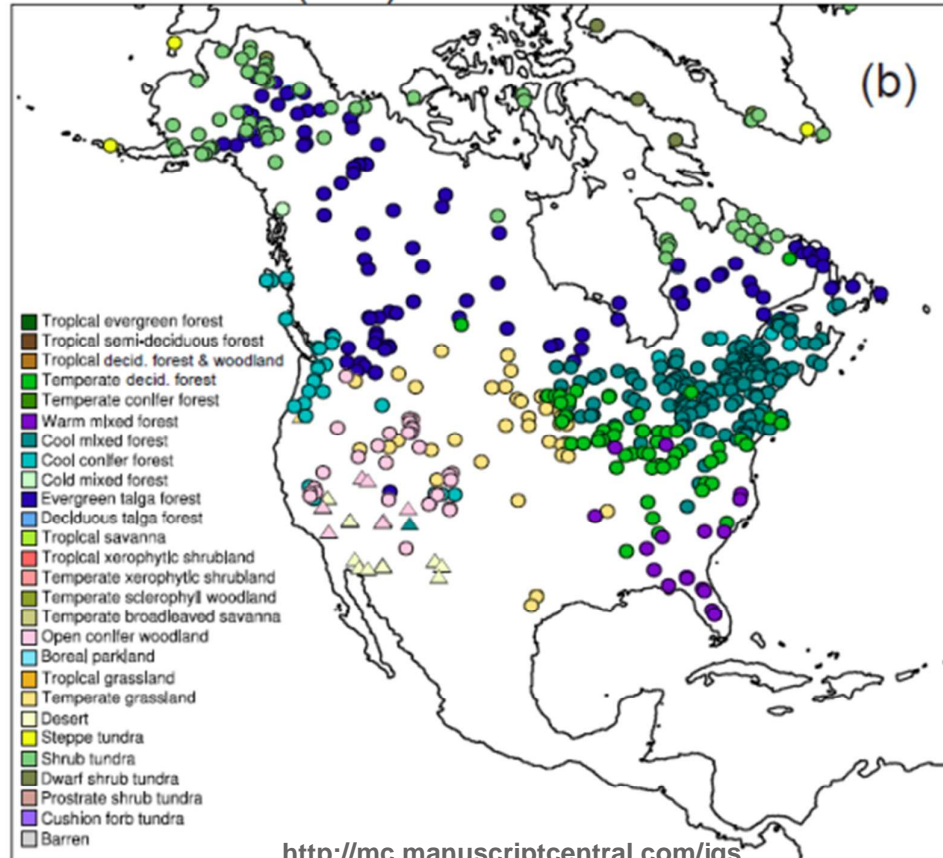 (b)
Tropical evergreen forest
Tropical semi-deciduous forest
Tropical decid. forest & woodland
Temperate decid. forest
Temperate conifer forest
Warm mixed forest
Cool mixed forest
Cool conifer forest
Cold mixed forest
Evergreen taiga forest
Deciduous taiga forest
Tropical savanna
Tropical xerophytic shrubland
Temperate xerophytic shrubland
Temperate sclerophyll woodland
Temperate broadleaved savanna
Open conifer woodland
Boreal parkland
Tropical grassland
Temperate grassland
Desert
Steppe tundra
Shrub tundra
Dwarf shrub tundra
Prostrate shrub tundra
Cushion forb tundra
Barren
http://mc.manuscriptcentral.com/jqs